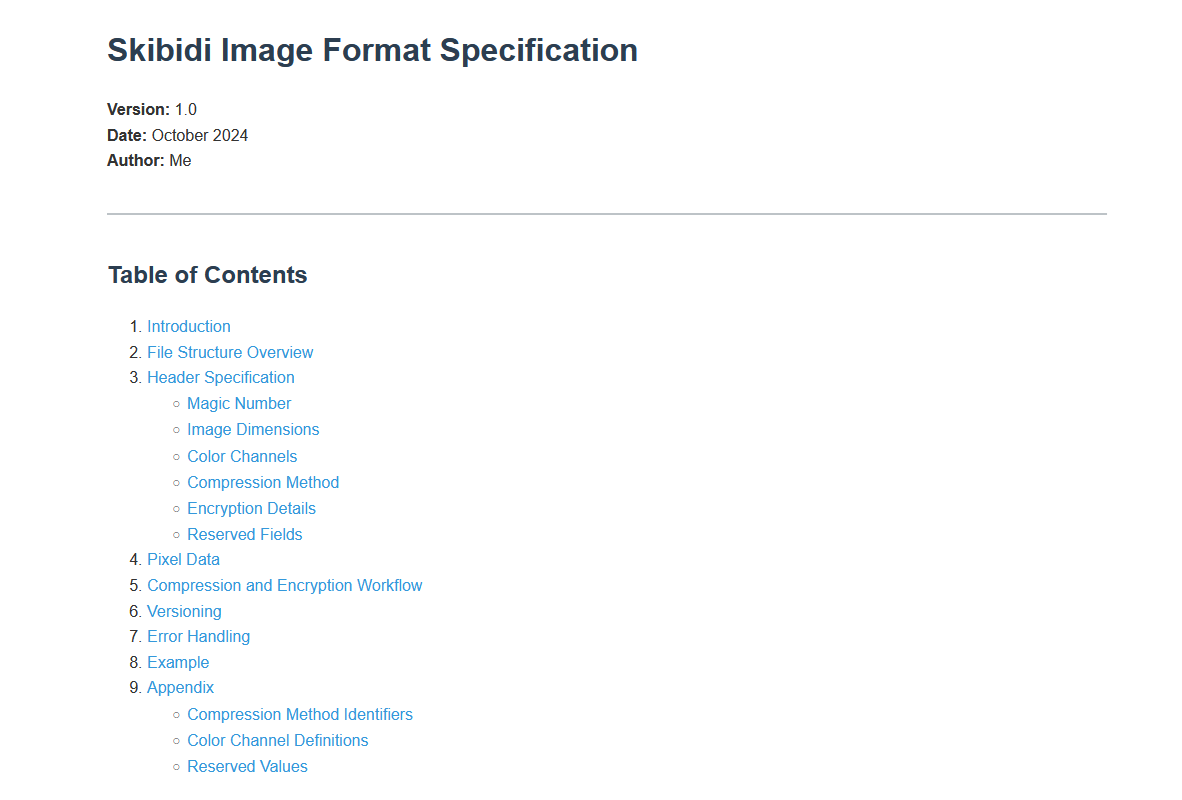 Skibidi Image Format Specification
Version: 1.0
Date: October 2024
Author: Me
Table of Contents
1. Introduction
2. File Structure Overview
3. Header Specification
○ Magic Number
○ Image Dimensions
○ Color Channels
○ Compression Method
○ Encryption Details
○ Reserved Fields
4. Pixel Data
5. Compression and Encryption Workflow
6. Versioning
7. Error Handling
8. Example
9. Appendix
○ Compression Method Identifiers
○ Color Channel Definitions
○ Reserved Values